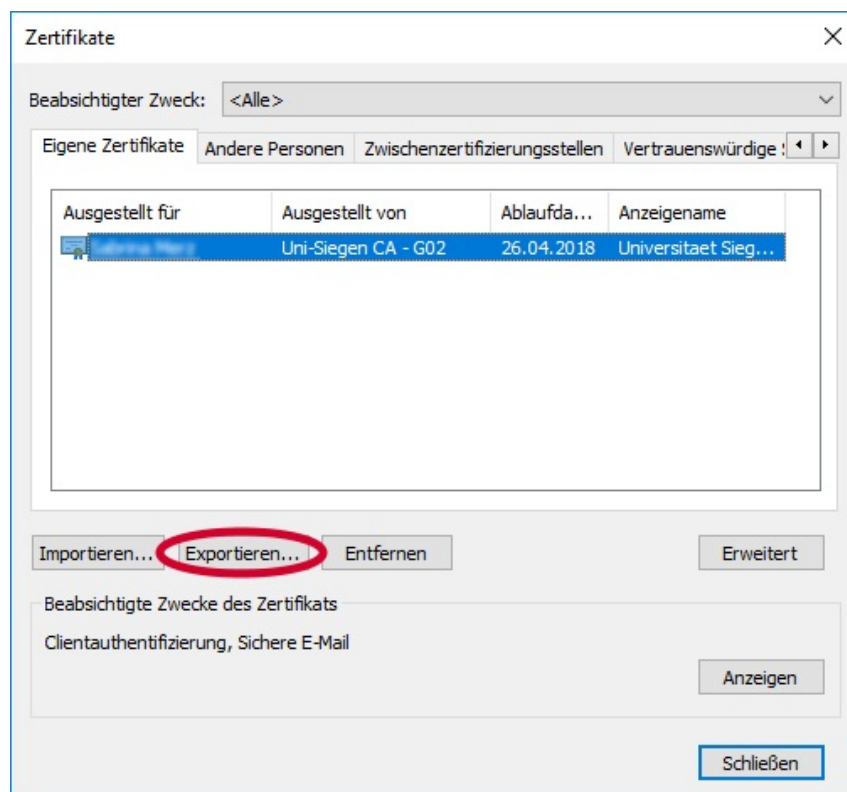 Zertifikate
Beabsichtigter Zweck: <Alle>
Eigene Zertifikate Andere Personen Zwischenzertifizierungsstellen Vertrauenswürdige
Ausgestellt für Ausgestellt von Ablaufda... Anzeigename
Uni-Siegen CA - G02 26.04.2018 Universitaet Sieg...
Importieren... Exportieren... Entfernen Erweitert
Beabsichtigte Zwecke des Zertifikats
Clientauthentifizierung, Sichere E-Mail
Anzeigen
Schließen